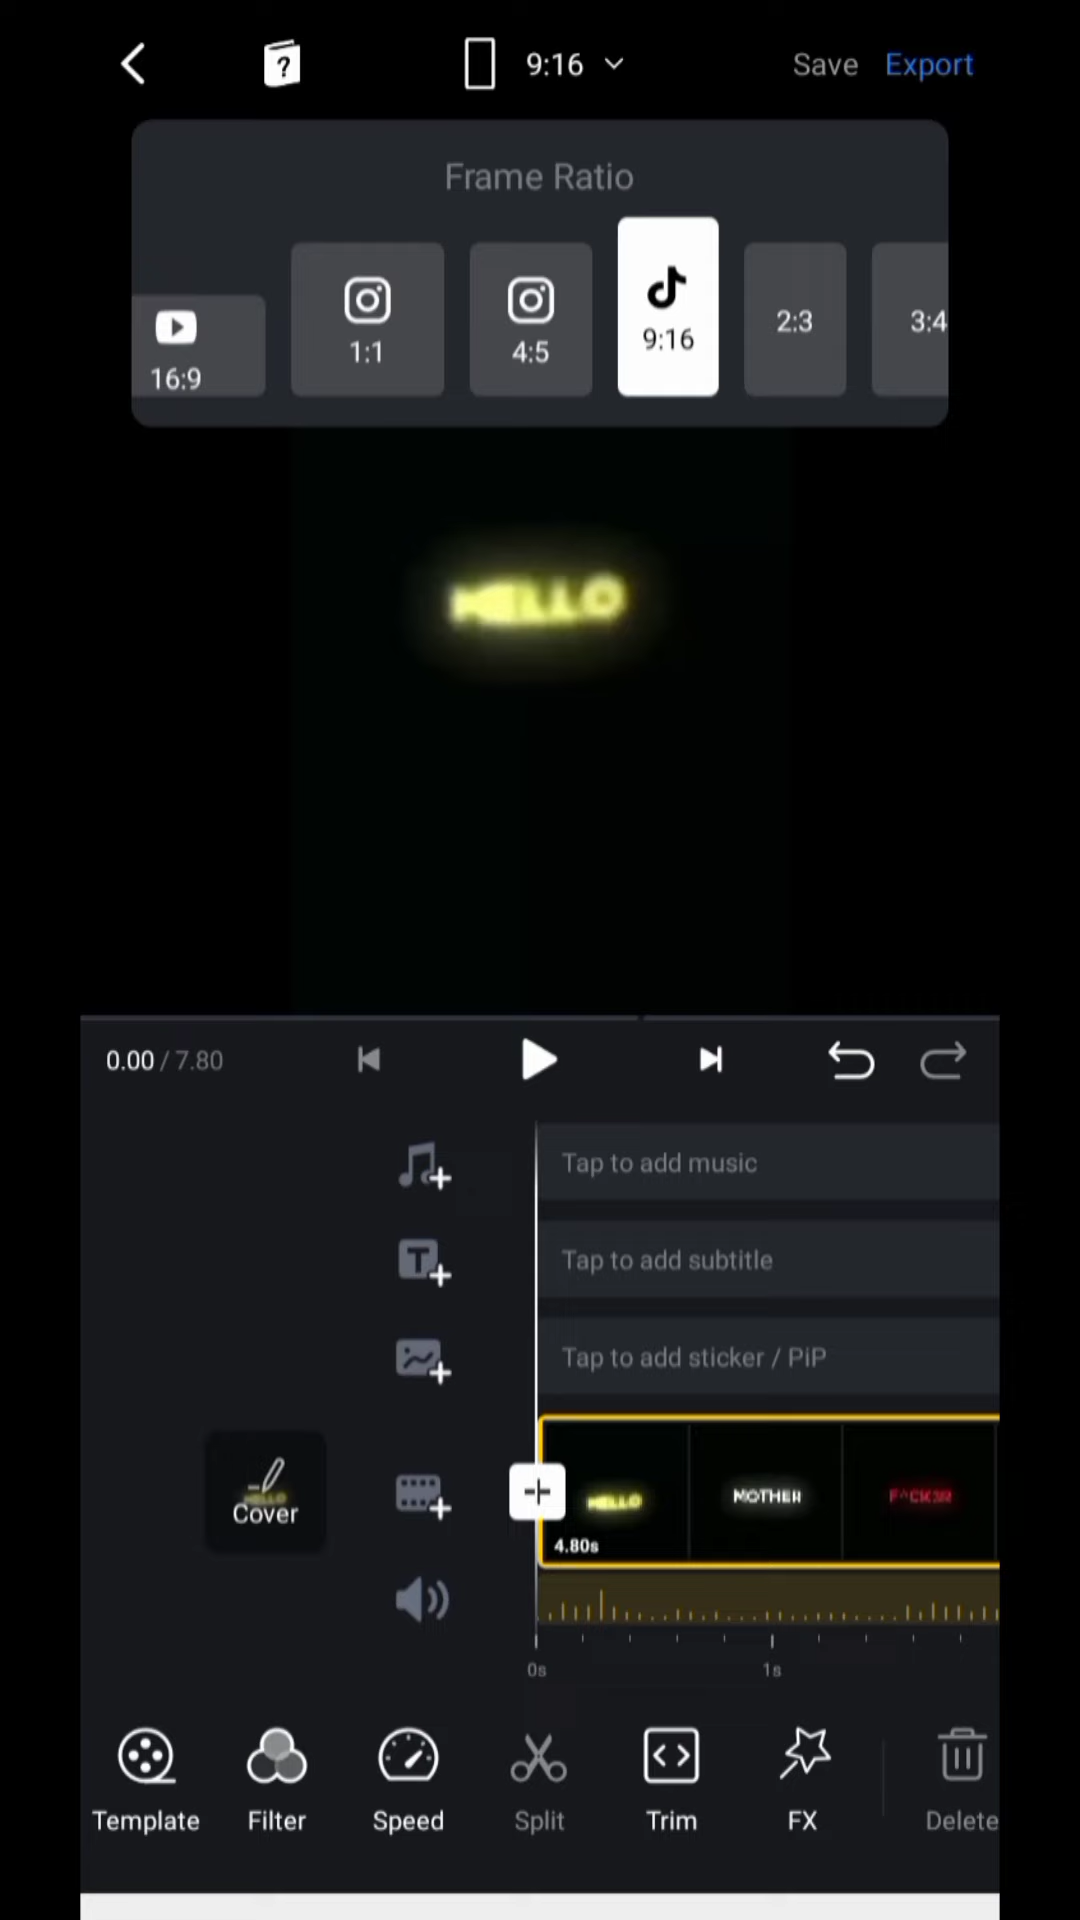 9:16
Save
Export
Frame Ratio
16:9
1:1
4:5
9:16
2:3
3:4
HELLO
0.00 / 7.80
Tap to add music
Tap to add subtitle
Tap to add sticker / PiP
Cover
HELLO
MOTHER
F^CK3R
4.80s
0s
1s
Template
Filter
Speed
Split
Trim
FX
Delete